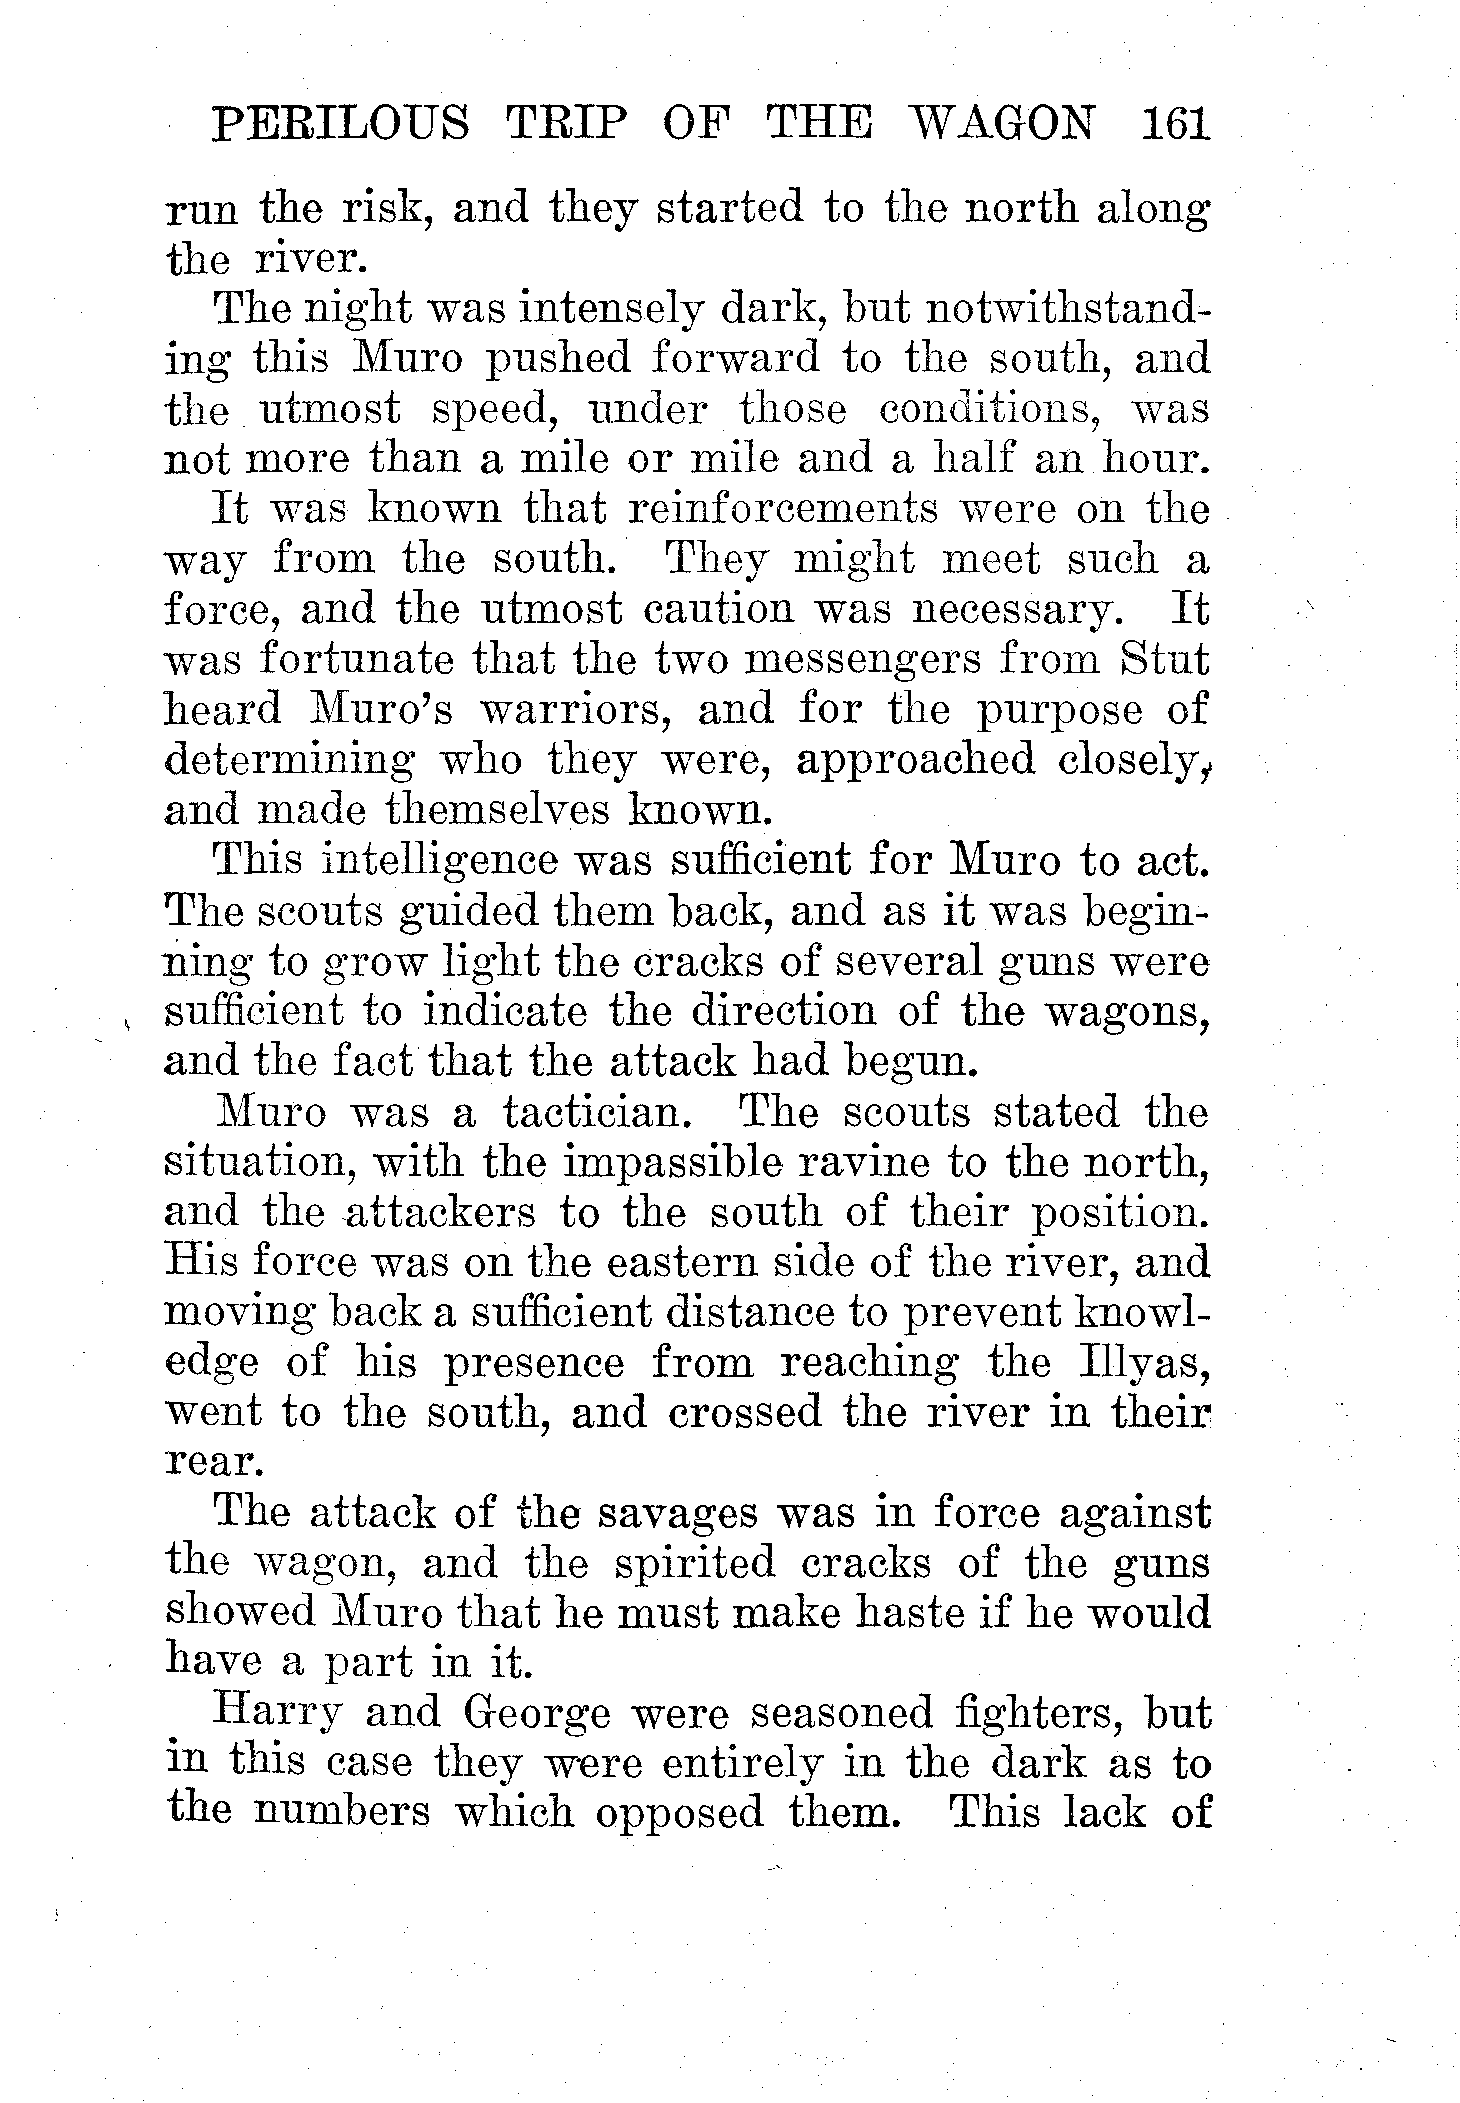 PERILOUS TRIP OF THE WAGON 161
run the risk, and they started to the north along
the river.
The night was intensely dark, but notwithstand-
ing this Muro pushed forward to the south, and
the utmost speed, under those conditions, was
not more than a mile or mile and a half an hour.
It was known that reinforcements were on the
way from the south. They might meet such a
force, and the utmost caution was necessary. It
was fortunate that the two messengers from Stut
heard Muro's warriors, and for the purpose of
determining who they were, approached closely,
and made themselves known.
This intelligence was sufficient for Muro to act.
The scouts guided them back, and as it was begin-
ning to grow light the cracks of several guns were
sufficient to indicate the direction of the wagons,
and the fact that the attack had begun.
Muro was a tactician. The scouts stated the
situation, with the impassible ravine to the north,
and the attackers to the south of their position.
His force was on the eastern side of the river, and
moving back a sufficient distance to prevent knowl-
edge of his presence from reaching the Illyas,
went to the south, and crossed the river in their
rear.
The attack of the savages was in force against
the wagon, and the spirited cracks of the guns
showed Muro that he must make haste if he would
have a part in it.
Harry and George were seasoned fighters, but
in this case they were entirely in the dark as to
the numbers which opposed them. This lack of